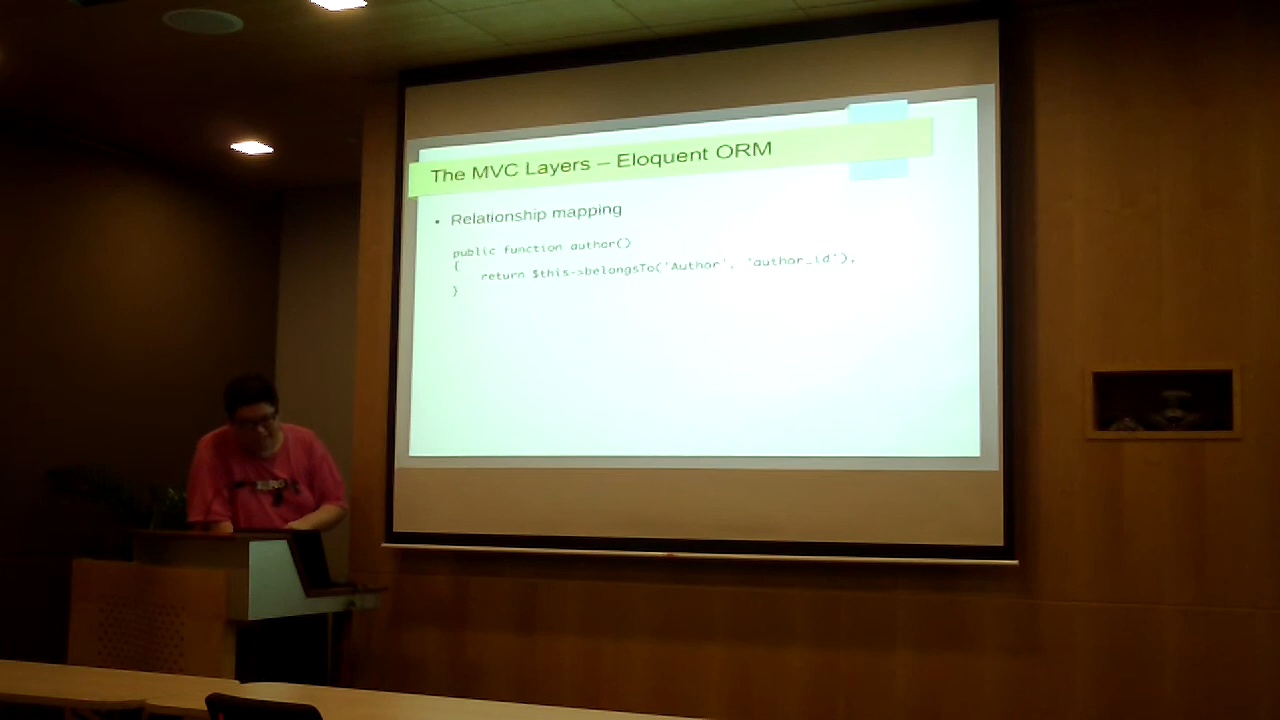 The MVC Layers – Eloquent ORM
• Relationship mapping
public function author()
{
return $this->belongsTo('Author', 'author_id');
}